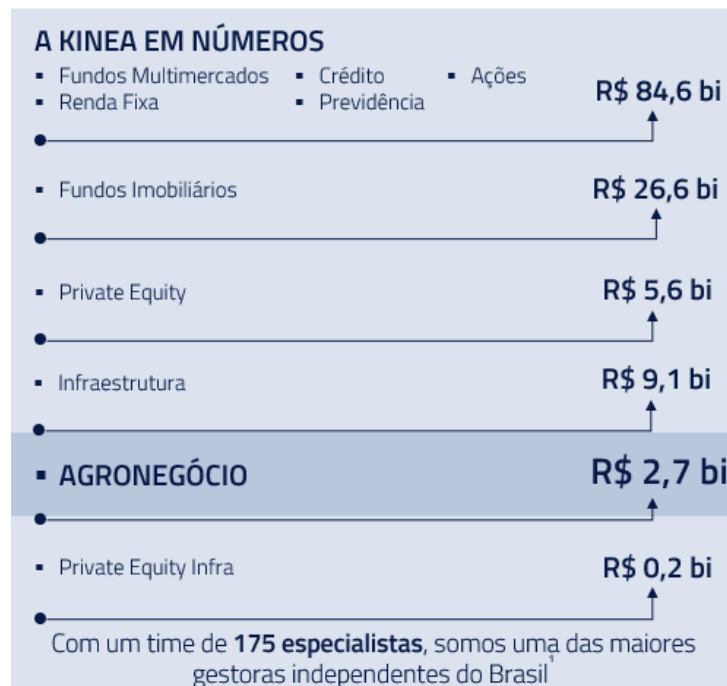 A KINEA EM NÚMEROS
▪ Fundos Multimercados ▪ Crédito ▪ Ações
▪ Renda Fixa ▪ Previdência
R$ 84,6 bi
▪ Fundos Imobiliários R$ 26,6 bi
▪ Private Equity R$ 5,6 bi
▪ Infraestrutura R$ 9,1 bi
▪ AGRONEGÓCIO R$ 2,7 bi
▪ Private Equity Infra R$ 0,2 bi
Com um time de 175 especialistas, somos uma das maiores
gestoras independentes do Brasil¹